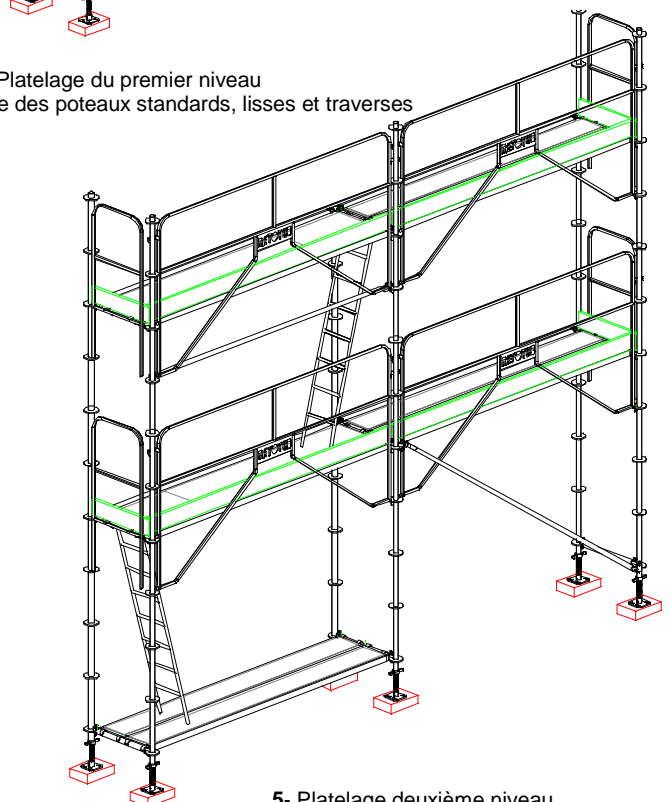 Platelage du premier niveau
e des poteaux standards, lisses et traverses
5- Platelage deuxième niveau